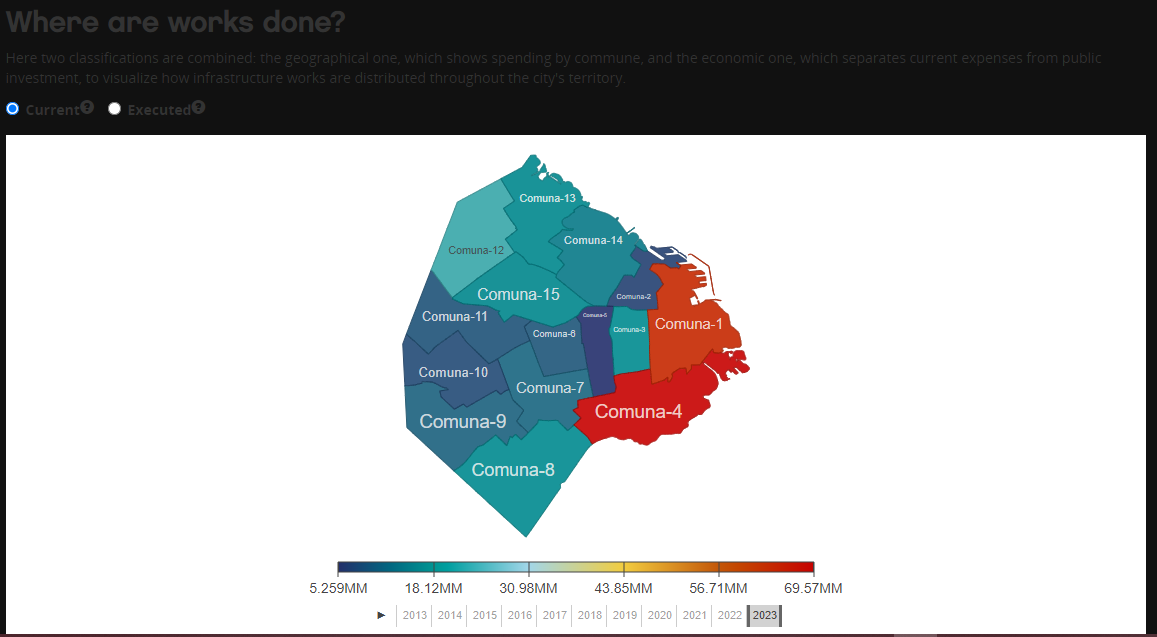 Where are works done?
Here two classifications are combined: the geographical one, which shows spending by commune, and the economic one, which separates current expenses from public
investment, to visualize how infrastructure works are distributed throughout the city's territory.
Current? Executed?
Comuna-13
Comuna-14
Comuna-12
Comuna-15
Comuna-2
Comuna-11
Comuna-5
Comuna-1
Comuna-6
Comuna-3
Comuna-10
Comuna-7
Comuna-4
Comuna-9
Comuna-8
5.259MM 18.12MM 30.98MM 43.85MM 56.71MM 69.57MM
2013 2014 2015 2016 2017 2018 2019 2020 2021 2022 2023